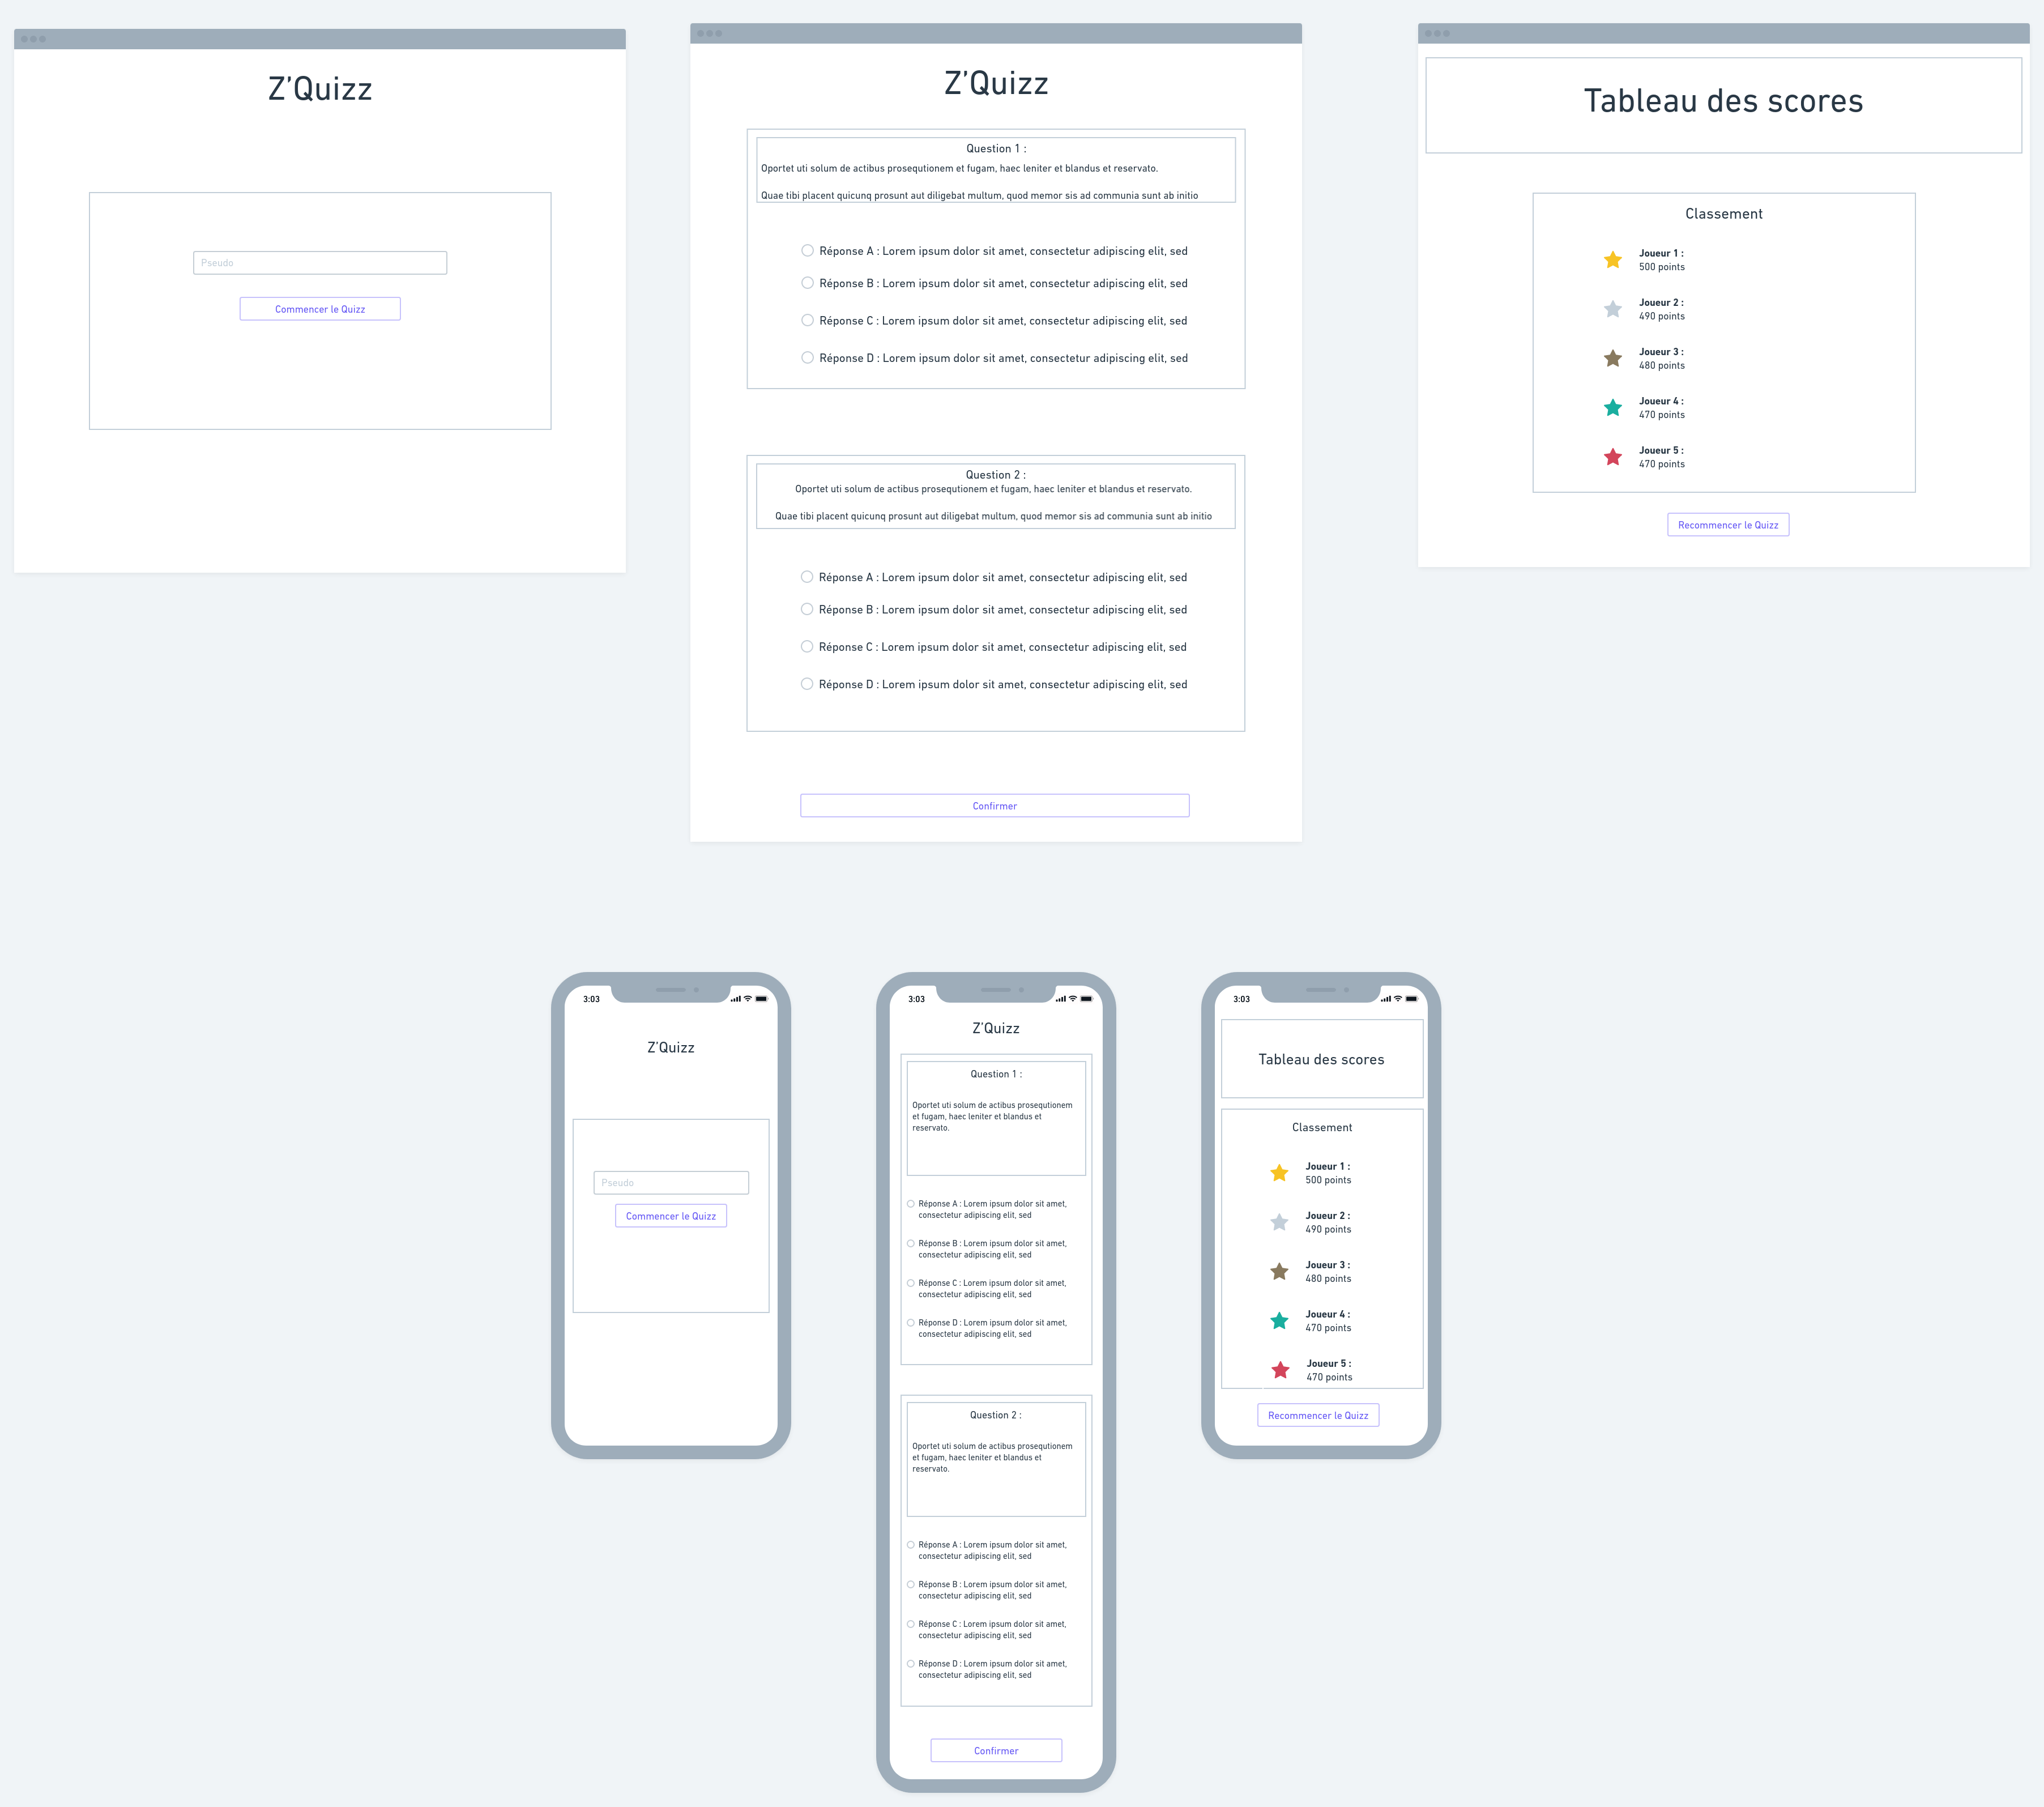 Z’Quizz
Pseudo
Commencer le Quizz
Z’Quizz
Question 1 :
Oportet uti solum de actibus prosequtionem et fugam, haec leniter et blandus et reservato.
Quae tibi placent quicunq prosunt aut diligebat multum, quod memor sis ad communia sunt ab initio
Réponse A : Lorem ipsum dolor sit amet, consectetur adipiscing elit, sed
Réponse B : Lorem ipsum dolor sit amet, consectetur adipiscing elit, sed
Réponse C : Lorem ipsum dolor sit amet, consectetur adipiscing elit, sed
Réponse D : Lorem ipsum dolor sit amet, consectetur adipiscing elit, sed
Question 2 :
Oportet uti solum de actibus prosequtionem et fugam, haec leniter et blandus et reservato.
Quae tibi placent quicunq prosunt aut diligebat multum, quod memor sis ad communia sunt ab initio
Réponse A : Lorem ipsum dolor sit amet, consectetur adipiscing elit, sed
Réponse B : Lorem ipsum dolor sit amet, consectetur adipiscing elit, sed
Réponse C : Lorem ipsum dolor sit amet, consectetur adipiscing elit, sed
Réponse D : Lorem ipsum dolor sit amet, consectetur adipiscing elit, sed
Confirmer
Tableau des scores
Classement
Joueur 1 :
500 points
Joueur 2 :
490 points
Joueur 3 :
480 points
Joueur 4 :
470 points
Joueur 5 :
470 points
Recommencer le Quizz
3:03
Z’Quizz
Pseudo
Commencer le Quizz
3:03
Z’Quizz
Question 1 :
Oportet uti solum de actibus prosequtionem
et fugam, haec leniter et blandus et
reservato.
Réponse A : Lorem ipsum dolor sit amet,
consectetur adipiscing elit, sed
Réponse B : Lorem ipsum dolor sit amet,
consectetur adipiscing elit, sed
Réponse C : Lorem ipsum dolor sit amet,
consectetur adipiscing elit, sed
Réponse D : Lorem ipsum dolor sit amet,
consectetur adipiscing elit, sed
Question 2 :
Oportet uti solum de actibus prosequtionem
et fugam, haec leniter et blandus et
reservato.
Réponse A : Lorem ipsum dolor sit amet,
consectetur adipiscing elit, sed
Réponse B : Lorem ipsum dolor sit amet,
consectetur adipiscing elit, sed
Réponse C : Lorem ipsum dolor sit amet,
consectetur adipiscing elit, sed
Réponse D : Lorem ipsum dolor sit amet,
consectetur adipiscing elit, sed
Confirmer
3:03
Tableau des scores
Classement
Joueur 1 :
500 points
Joueur 2 :
490 points
Joueur 3 :
480 points
Joueur 4 :
470 points
Joueur 5 :
470 points
Recommencer le Quizz